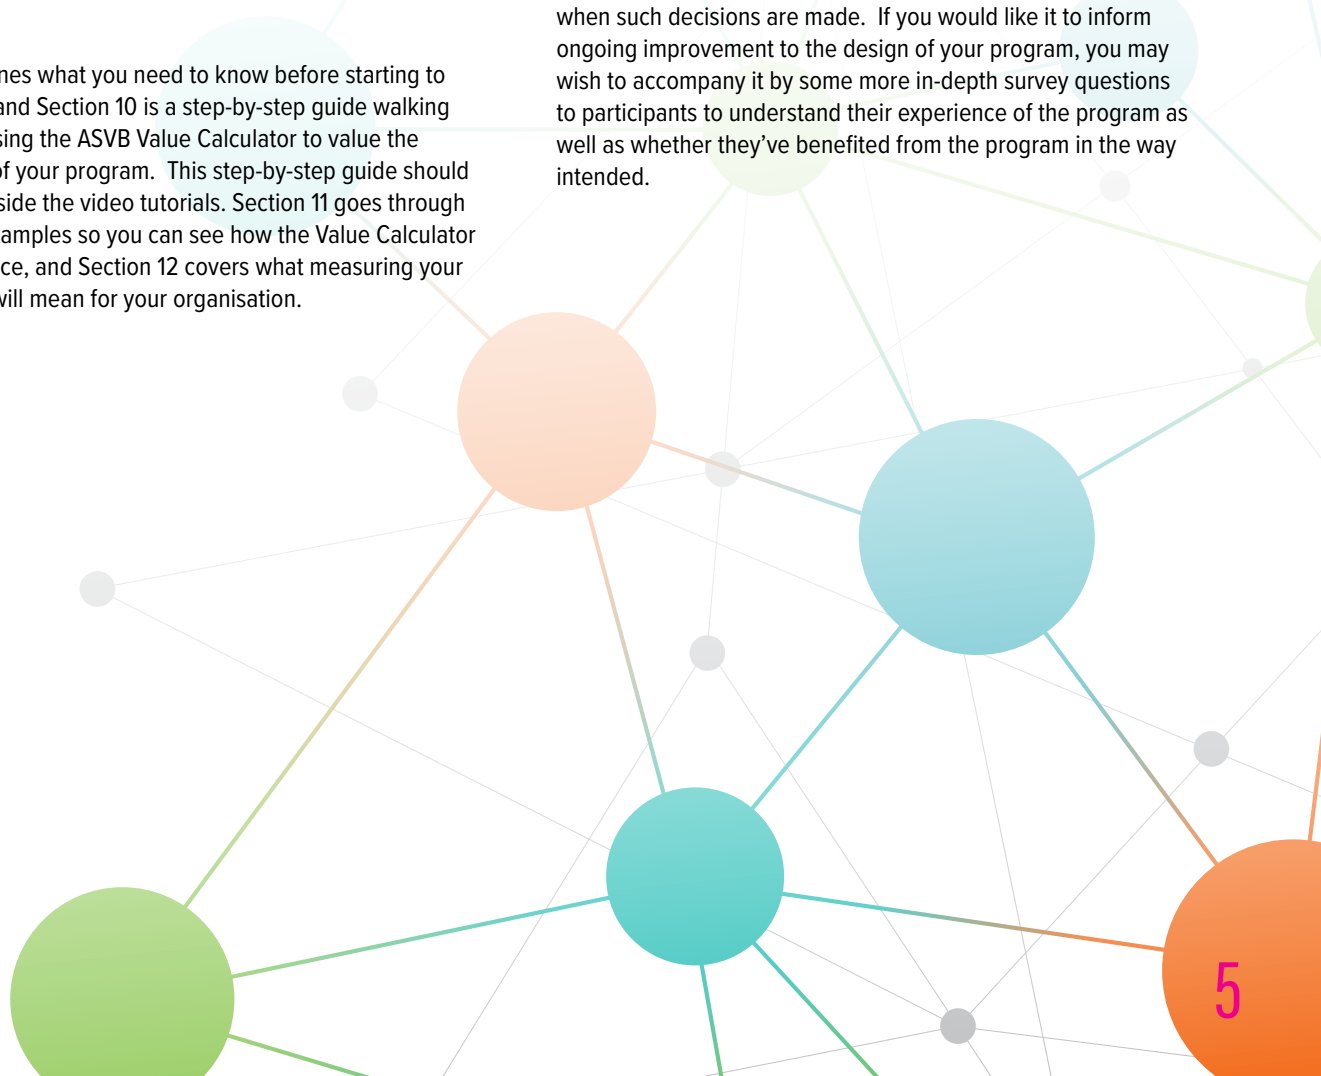 nes what you need to know before starting to
and Section 10 is a step-by-step guide walking
sing the ASVB Value Calculator to value the
of your program. This step-by-step guide should
side the video tutorials. Section 11 goes through
amples so you can see how the Value Calculator
ce, and Section 12 covers what measuring your
will mean for your organisation.
when such decisions are made. If you would like it to inform
ongoing improvement to the design of your program, you may
wish to accompany it by some more in-depth survey questions
to participants to understand their experience of the program as
well as whether they've benefited from the program in the way
intended.
5